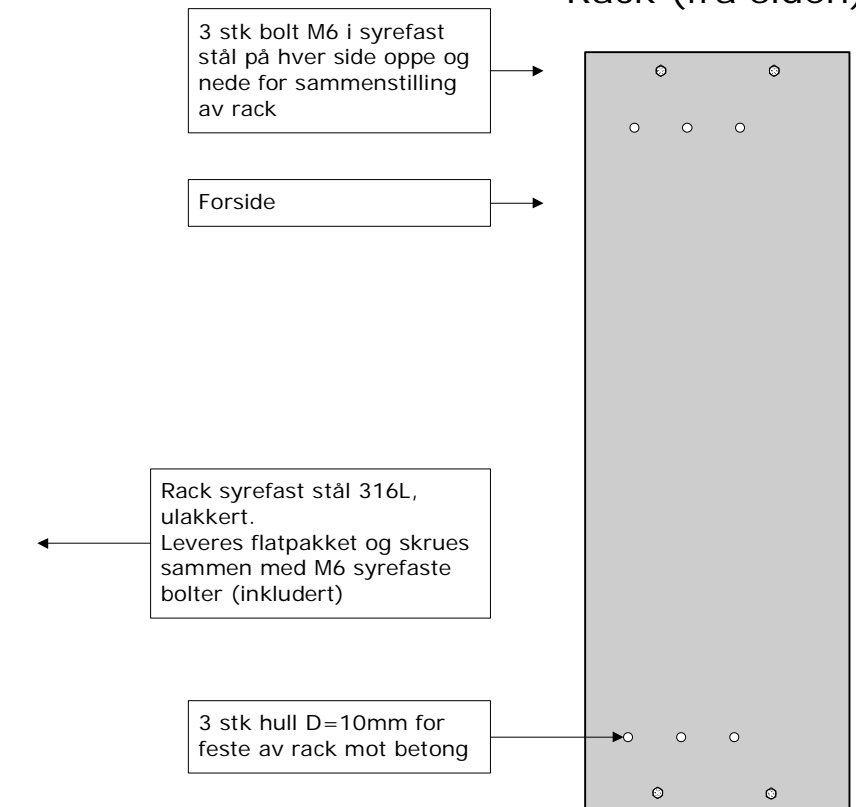 Rack (fra siden)
3 stk bolt M6 i syrefast
stål på hver side oppe og
nede for sammenstilling
av rack
Forside
Rack syrefast stål 316L,
ulakkert.
Leveres flatpakket og skrues
sammen med M6 syrefaste
bolter (inkludert)
3 stk hull D=10mm for
feste av rack mot betong